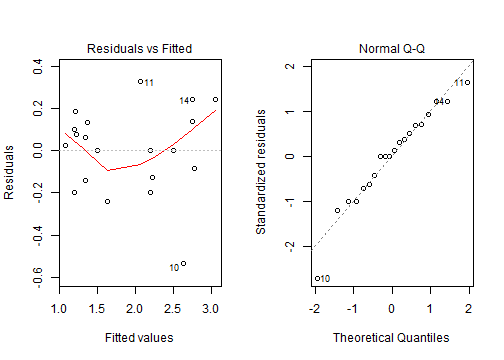 Residuals vs Fitted
Residuals
0.4
0.2
0.0
-0.2
-0.4
-0.6
11
14
10
1.0 1.5 2.0 2.5 3.0
Fitted values
Normal Q-Q
Standardized residuals
2
1
0
-1
-2
11
14
10
-2 -1 0 1 2
Theoretical Quantiles